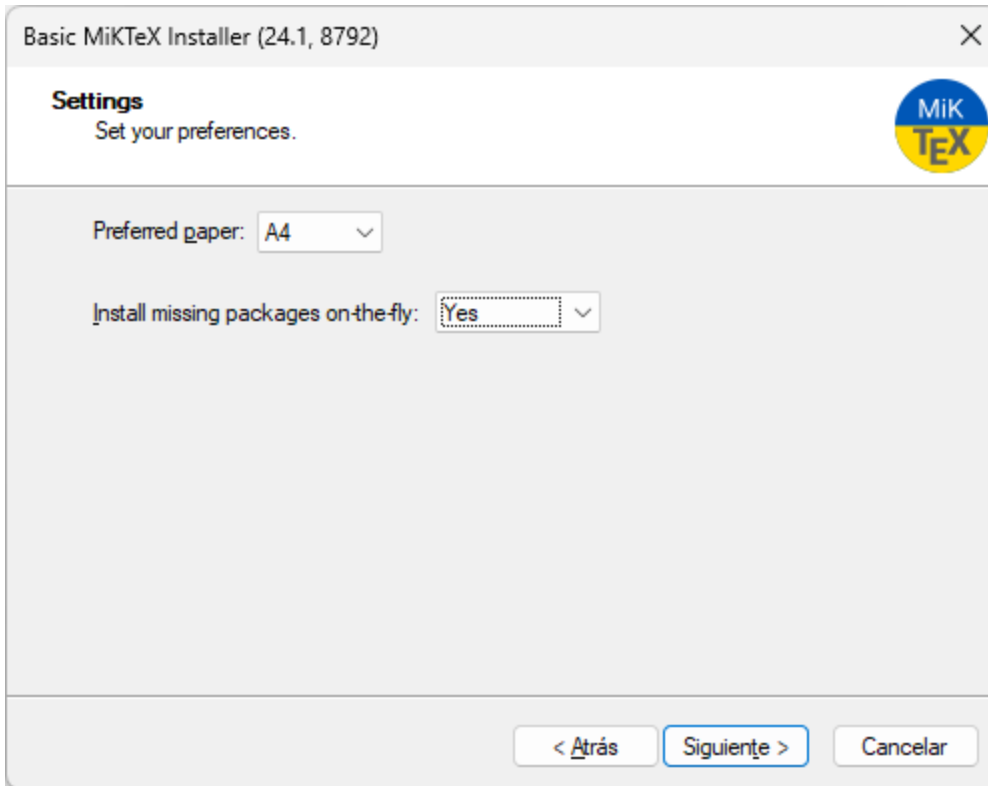 Basic MiKTeX Installer (24.1, 8792)
Settings
Set your preferences.
MiK
TEX
Preferred paper: A4
Install missing packages on-the-fly: Yes
< Atrás Siguiente > Cancelar